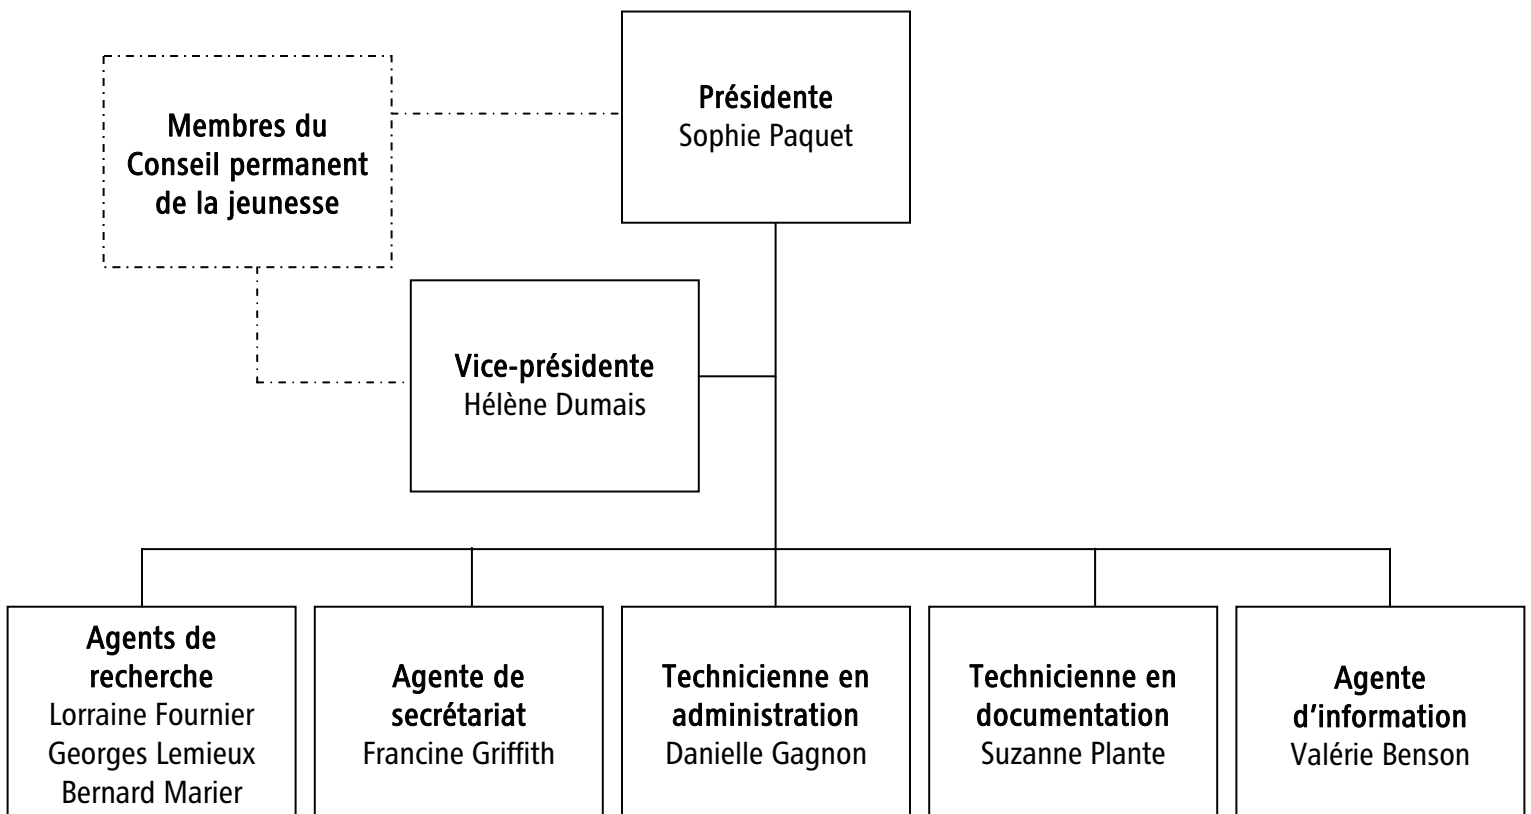 Présidente
Sophie Paquet
Membres du
Conseil permanent
de la jeunesse
Vice-présidente
Hélène Dumais
Agents de
recherche
Lorraine Fournier
Georges Lemieux
Bernard Marier
Agente de
secrétariat
Francine Griffith
Technicienne en
administration
Danielle Gagnon
Technicienne en
documentation
Suzanne Plante
Agente
d’information
Valérie Benson